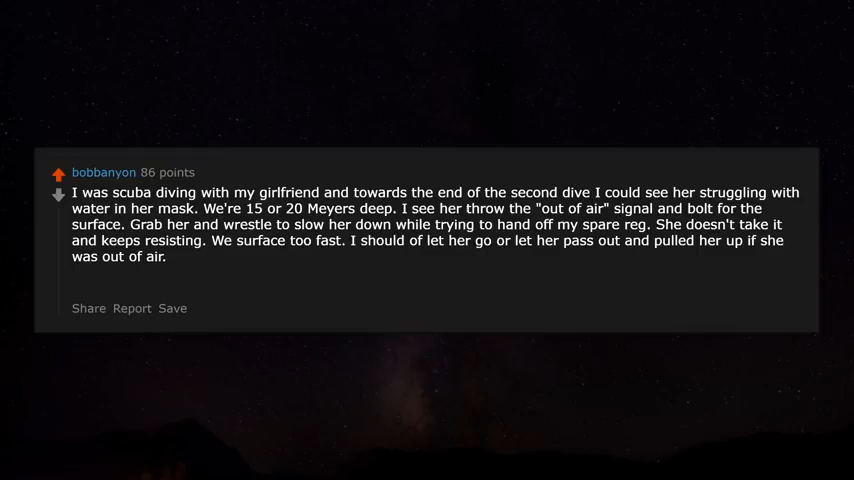 bobbanyon 86 points
I was scuba diving with my girlfriend and towards the end of the second dive I could see her struggling with
water in her mask. We're 15 or 20 Meyers deep. I see her throw the "out of air" signal and bolt for the
surface. Grab her and wrestle to slow her down while trying to hand off my spare reg. She doesn't take it
and keeps resisting. We surface too fast. I should of let her go or let her pass out and pulled her up if she
was out of air.
Share Report Save